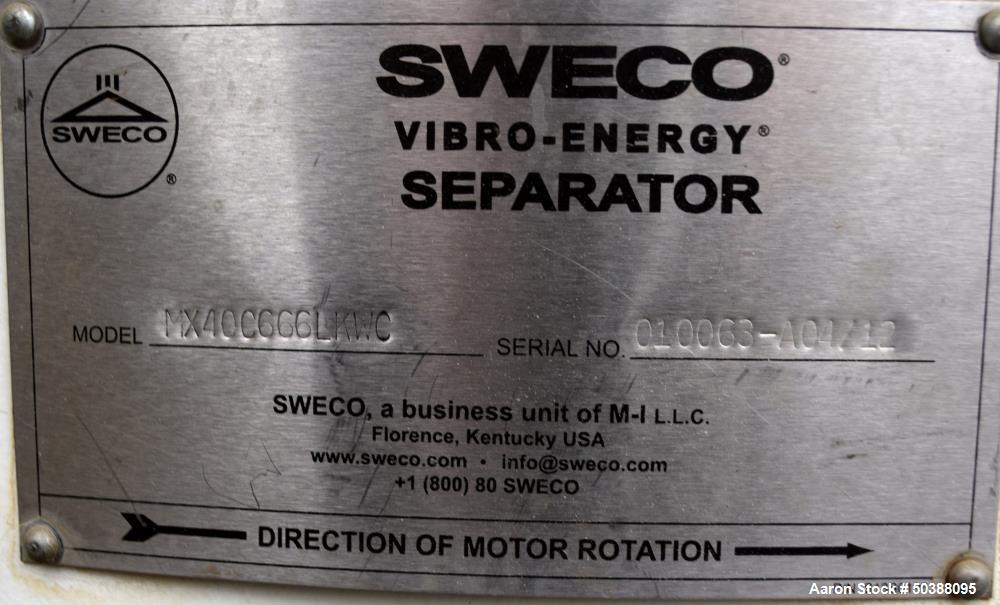 SWECO
SWECO®
VIBRO-ENERGY®
SEPARATOR
MODEL MX40C666LKWC
SERIAL NO. 010063-A04/12
SWECO, a business unit of M-I L.L.C.
Florence, Kentucky USA
www.sweco.com • info@sweco.com
+1 (800) 80 SWECO
DIRECTION OF MOTOR ROTATION
Aaron Stock # 50388095